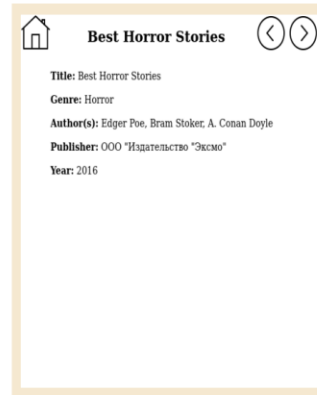 Best Horror Stories
Title: Best Horror Stories
Genre: Horror
Author(s): Edger Poe, Bram Stoker, A. Conan Doyle
Publisher: ООО "Издательство "Эксмо"
Year: 2016